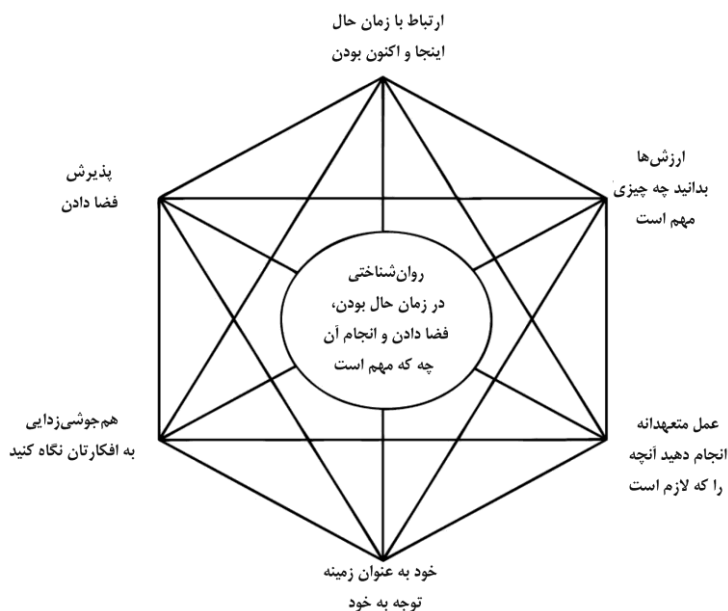 ارتباط با زمان حال
اینجا و اکنون بودن
ارزش‌ها
بدانید چه چیزی
مهم است
پذیرش
فضا دادن
روان‌شناختی
در زمان حال بودن،
فضا دادن و انجام آن
چه که مهم است
عمل متعهدانه
انجام دهید آنچه
را که لازم است
هم‌جوشی‌زدایی
به افکارتان نگاه کنید
خود به عنوان زمینه
توجه به خود